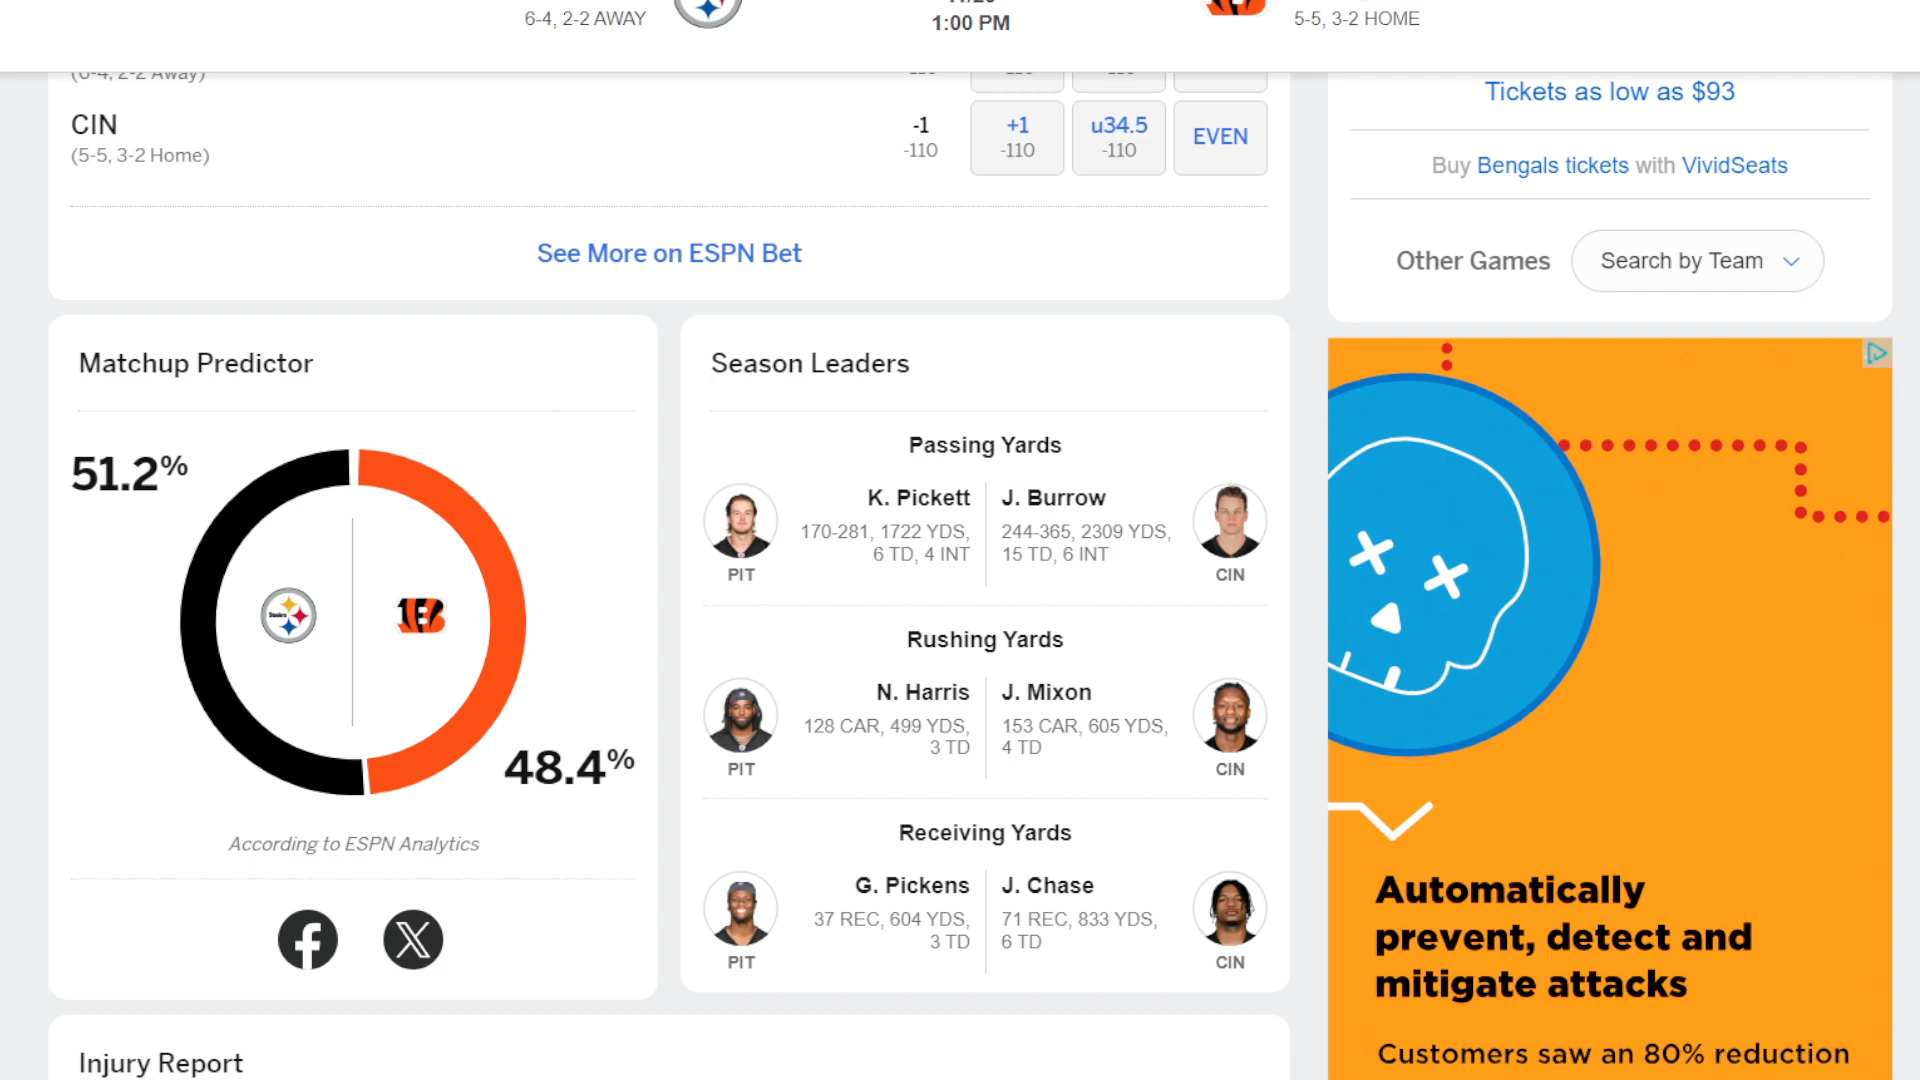 6-4, 2-2 AWAY
1:00 PM
5-5, 3-2 HOME
(6-4, 2-2 Away)
CIN
(5-5, 3-2 Home)
-1
-110
+1
-110
u34.5
-110
EVEN
See More on ESPN Bet
Tickets as low as $93
Buy Bengals tickets with VividSeats
Other Games
Search by Team
Matchup Predictor
51.2%
Steelers
48.4%
According to ESPN Analytics
Season Leaders
Passing Yards
K. Pickett
170-281, 1722 YDS,
6 TD, 4 INT
PIT
J. Burrow
244-365, 2309 YDS,
15 TD, 6 INT
CIN
Rushing Yards
N. Harris
128 CAR, 499 YDS,
3 TD
PIT
J. Mixon
153 CAR, 605 YDS,
4 TD
CIN
Receiving Yards
G. Pickens
37 REC, 604 YDS,
3 TD
PIT
J. Chase
71 REC, 833 YDS,
6 TD
CIN
Injury Report
Automatically
prevent, detect and
mitigate attacks
Customers saw an 80% reduction